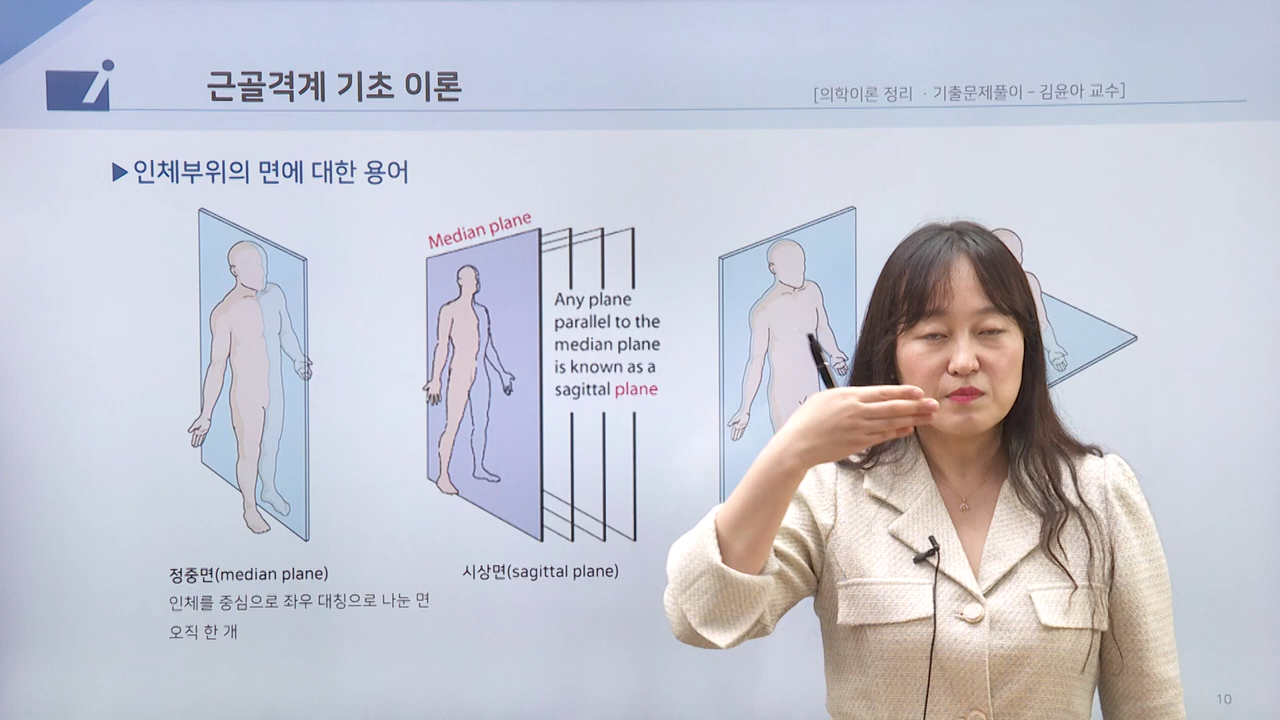 근골격계 기초 이론
[의학이론 정리 · 기출문제풀이 - 김윤아 교수]
▶인체부위의 면에 대한 용어
Median plane
Any plane
parallel to the
median plane
is known as a
sagittal plane
정중면(median plane)
인체를 중심으로 좌우 대칭으로 나눈 면
오직 한 개
시상면(sagittal plane)
10